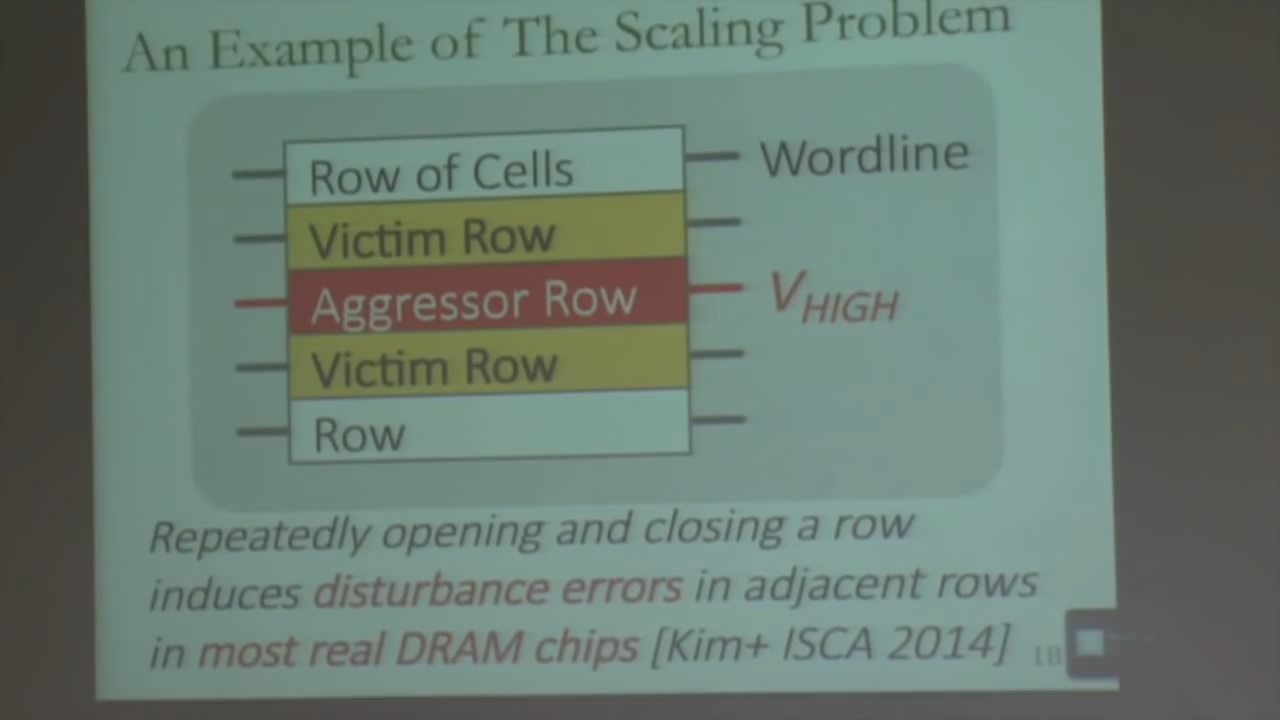 An Example of The Scaling Problem
Row of Cells
Wordline
Victim Row
Aggressor Row
VHIGH
Victim Row
Row
Repeatedly opening and closing a row
induces disturbance errors in adjacent rows
in most real DRAM chips [Kim+ ISCA 2014]
18